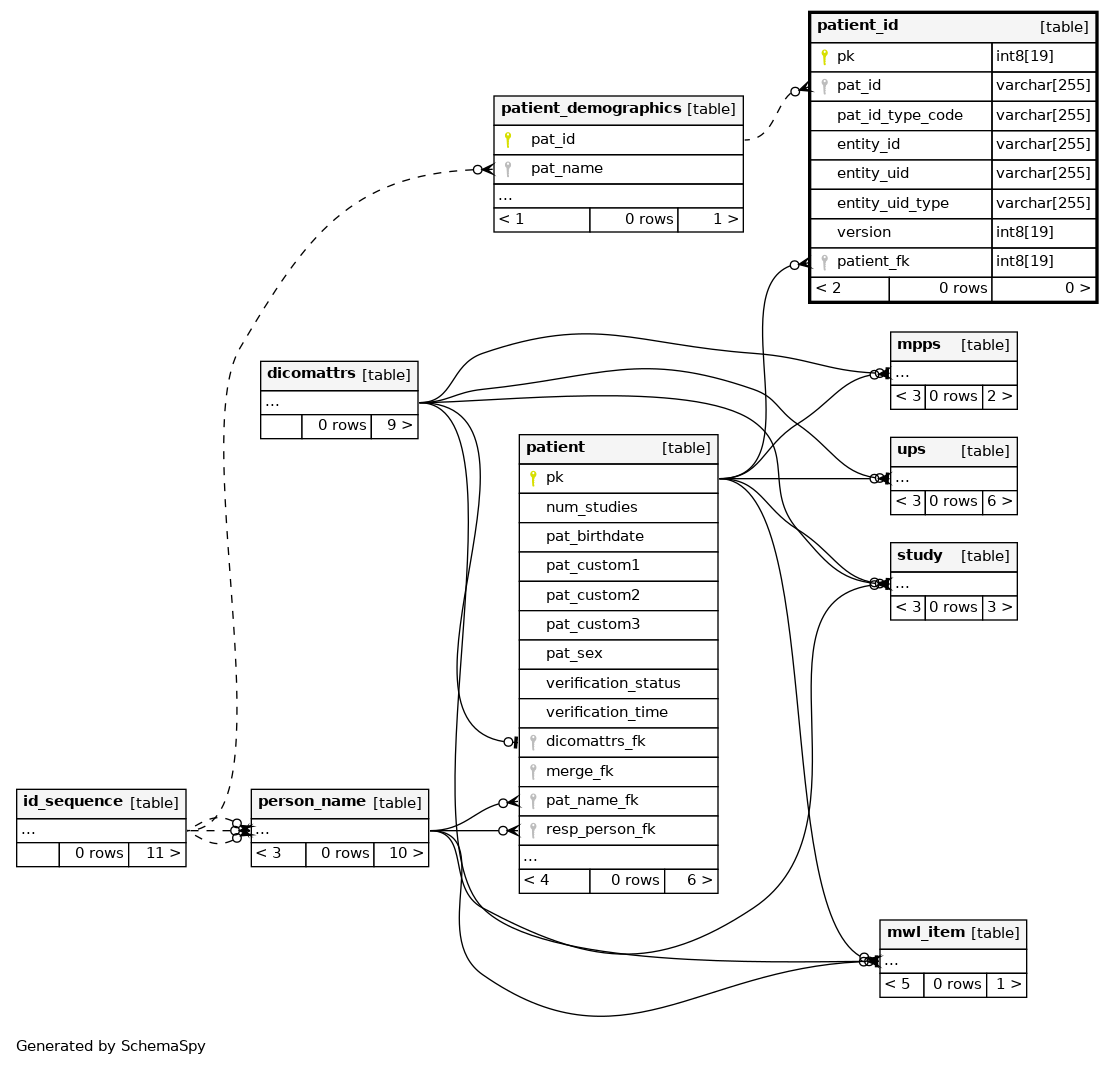 patient_id [table]
pk int8[19]
pat_id varchar[255]
pat_id_type_code varchar[255]
entity_id varchar[255]
entity_uid varchar[255]
entity_uid_type varchar[255]
version int8[19]
patient_fk int8[19]
< 2 0 rows 0 >
patient_demographics [table]
pat_id
pat_name
...
< 1 0 rows 1 >
mpps [table]
...
< 3 0 rows 2 >
dicomattrs [table]
...
0 rows 9 >
patient [table]
pk
num_studies
pat_birthdate
pat_custom1
pat_custom2
pat_custom3
pat_sex
verification_status
verification_time
dicomattrs_fk
merge_fk
pat_name_fk
resp_person_fk
...
< 4 0 rows 6 >
ups [table]
...
< 3 0 rows 6 >
study [table]
...
< 3 0 rows 3 >
id_sequence [table]
...
0 rows 11 >
person_name [table]
...
< 3 0 rows 10 >
mwl_item [table]
...
< 5 0 rows 1 >
Generated by SchemaSpy